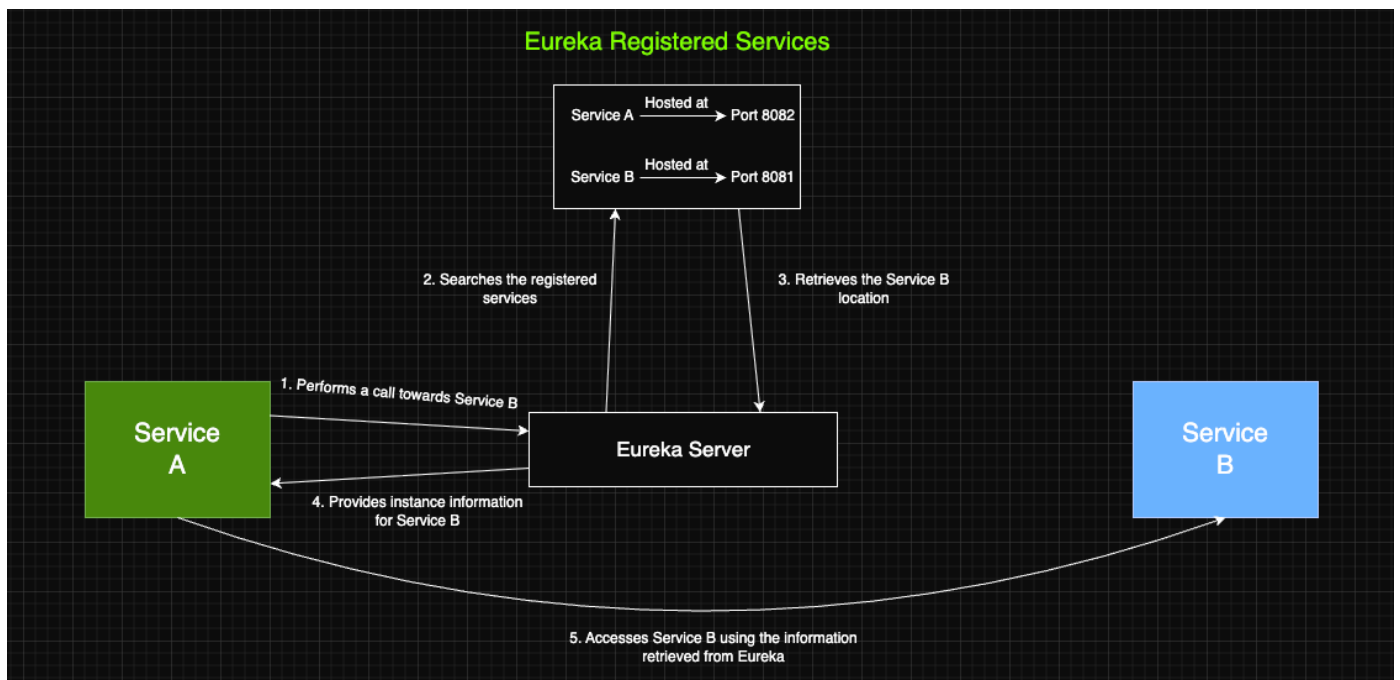 Eureka Registered Services
Service A
Hosted at
Port 8082
Service B
Hosted at
Port 8081
2. Searches the registered
services
3. Retrieves the Service B
location
1. Performs a call towards Service B
Service
A
Eureka Server
Service
B
4. Provides instance information
for Service B
5. Accesses Service B using the information
retrieved from Eureka